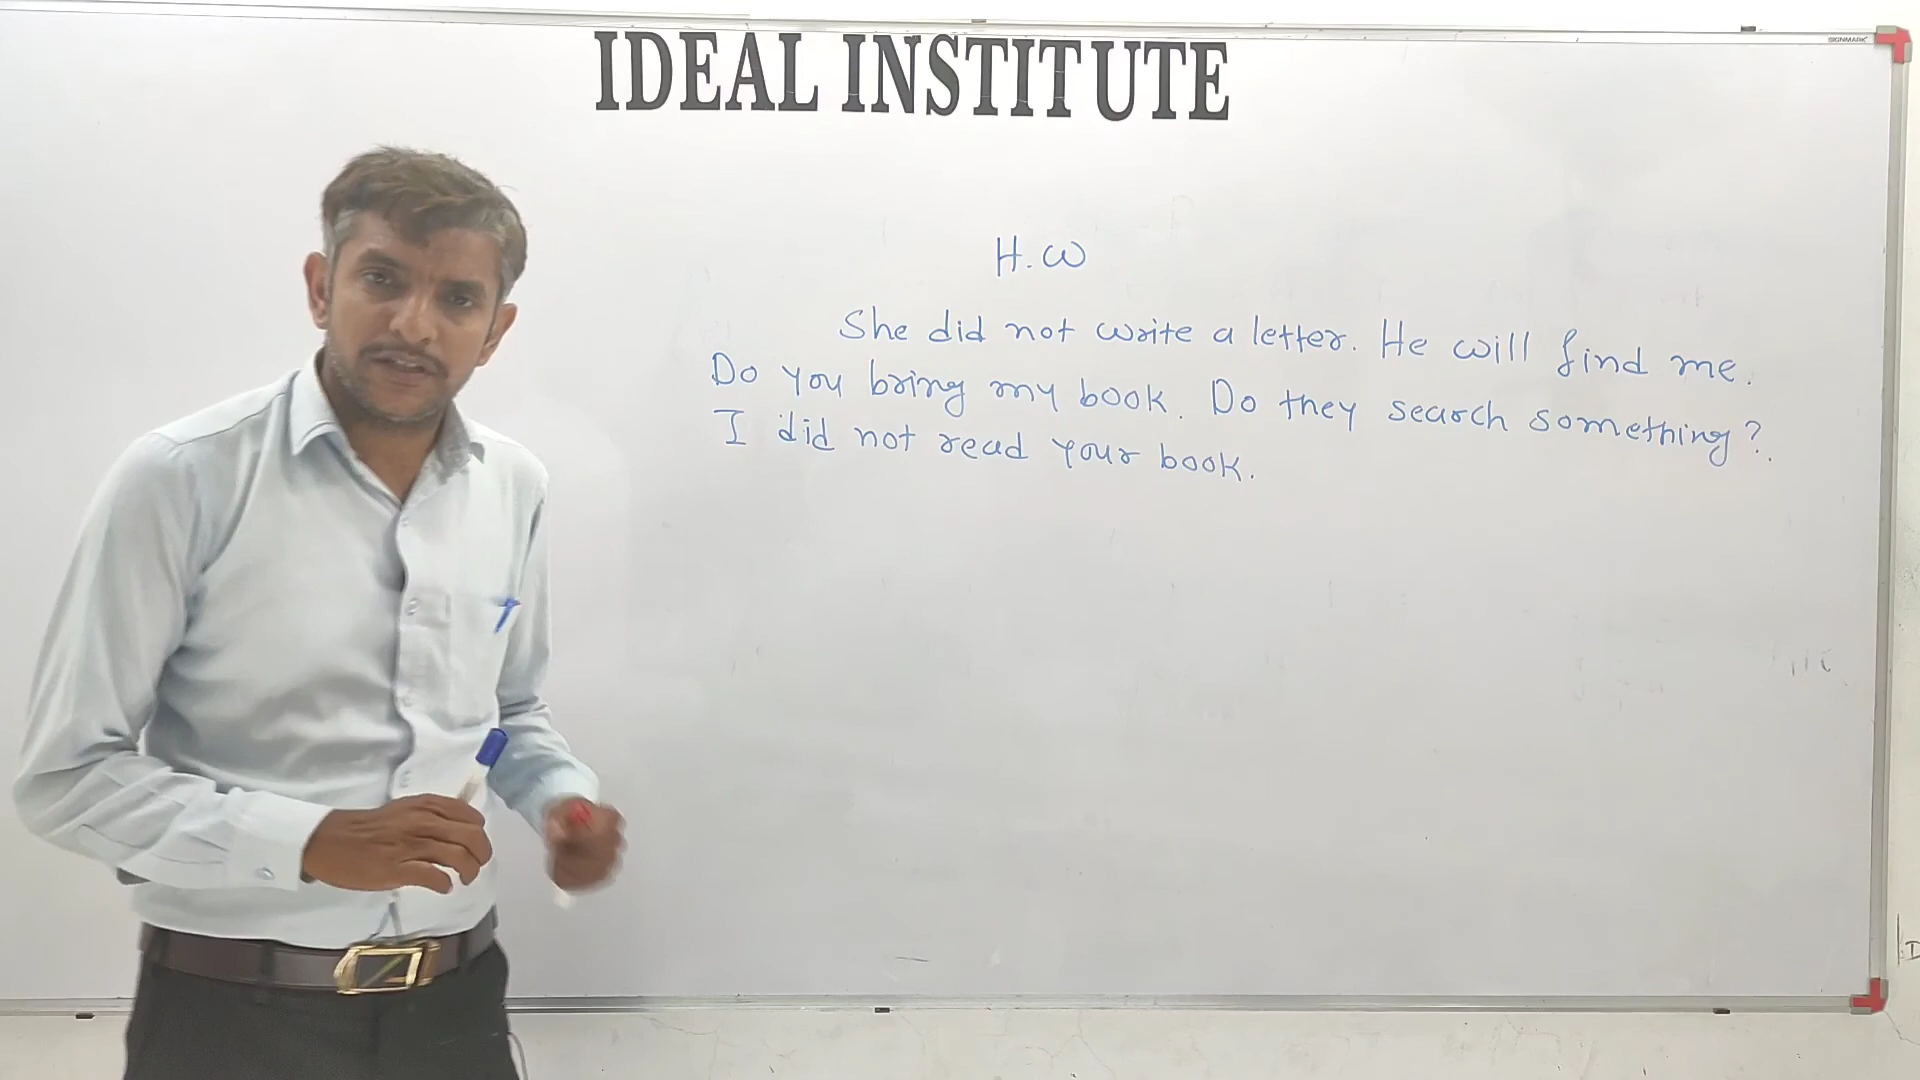 IDEAL INSTITUTE
SIGNMARK
H.W
She did not write a letter. He will find me.
Do you bring my book. Do they search something?.
I did not read your book.